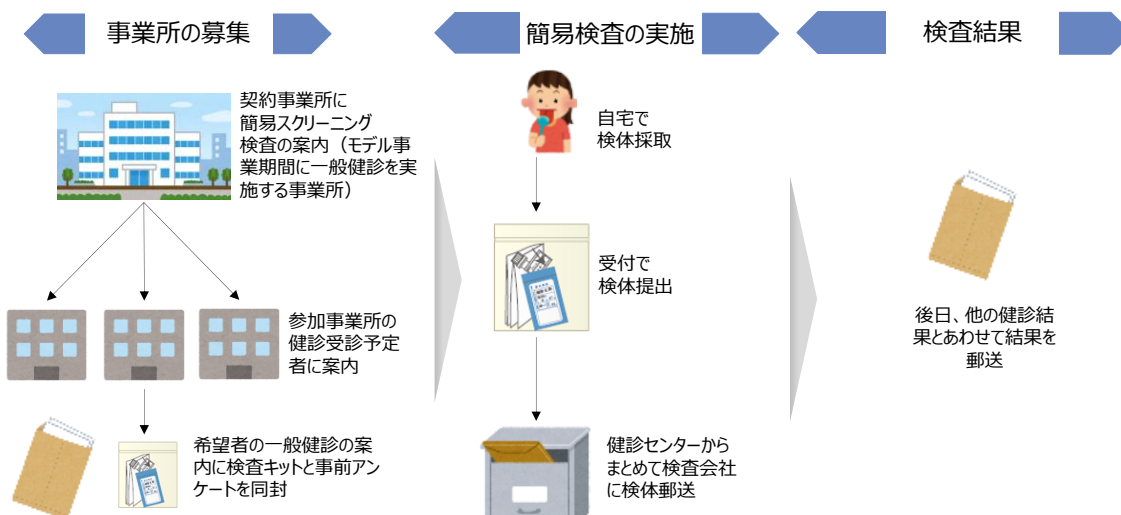 事業所の募集
簡易検査の実施
検査結果
契約事業所に
簡易スクリーニング
検査の案内（モデル事
業期間に一般健診を実
施する事業所）
参加事業所の
健診受診予定
者に案内
希望者の一般健診の案
内に検査キットと事前アン
ケートを同封
自宅で
検体採取
受付で
検体提出
健診センターから
まとめて検査会社
に検体郵送
後日、他の健診結
果とあわせて結果を
郵送